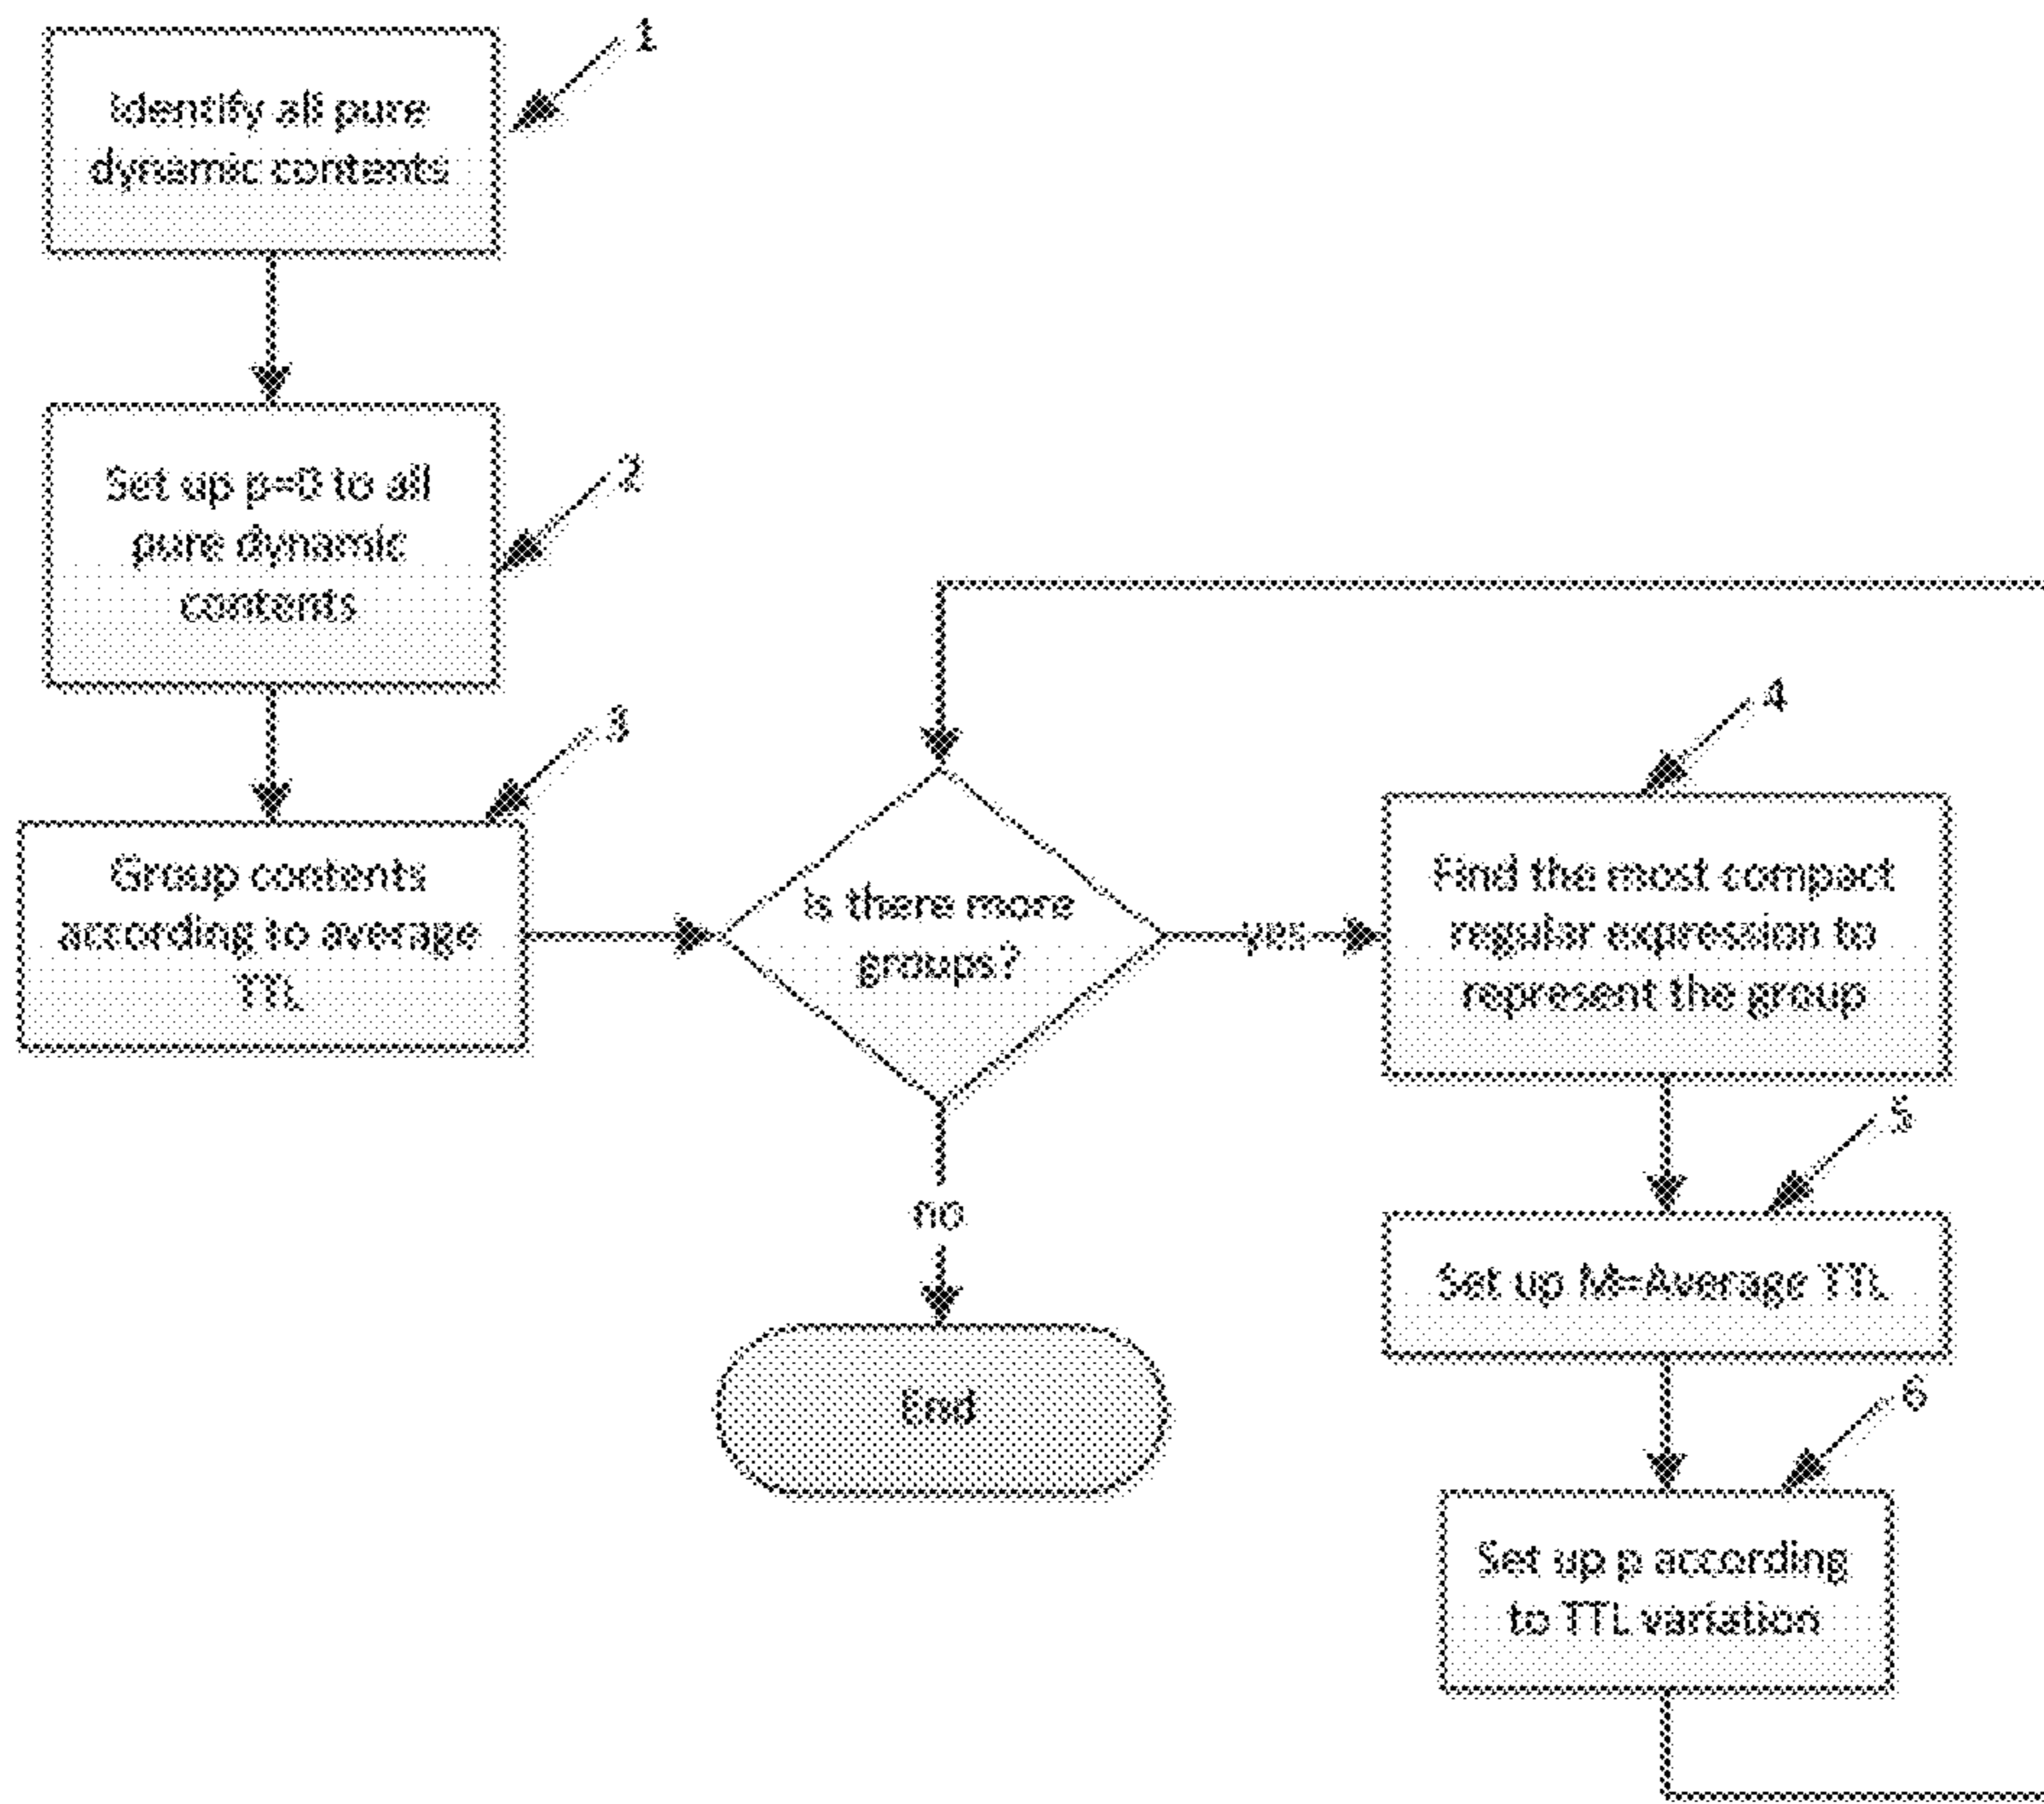 1
Identify all pure
dynamic contents
2
Set up p=0 to all
pure dynamic
contents
3
Group contents
according to average
TTL
Is there more
groups?
yes
no
End
4
Find the most compact
regular expression to
represent the group
5
Set up M=Average TTL
6
Set up p according
to TTL variation